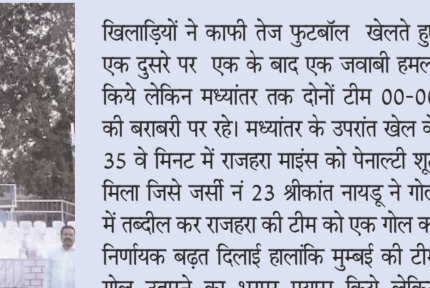 खिलाड़ियों ने काफी तेज फुटबॉल खेलते हु
एक दुसरे पर एक के बाद एक जवाबी हमल
किये लेकिन मध्यांतर तक दोनों टीम 00-0
की बराबरी पर रहे। मध्यांतर के उपरांत खेल
35 वे मिनट में राजहरा माइंस को पेनाल्टी शू
मिला जिसे जर्सी नं 23 श्रीकांत नायडू ने गोल
में तब्दील कर राजहरा की टीम को एक गोल क
निर्णायक बढ़त दिलाई हालांकि मुम्बई की टीम